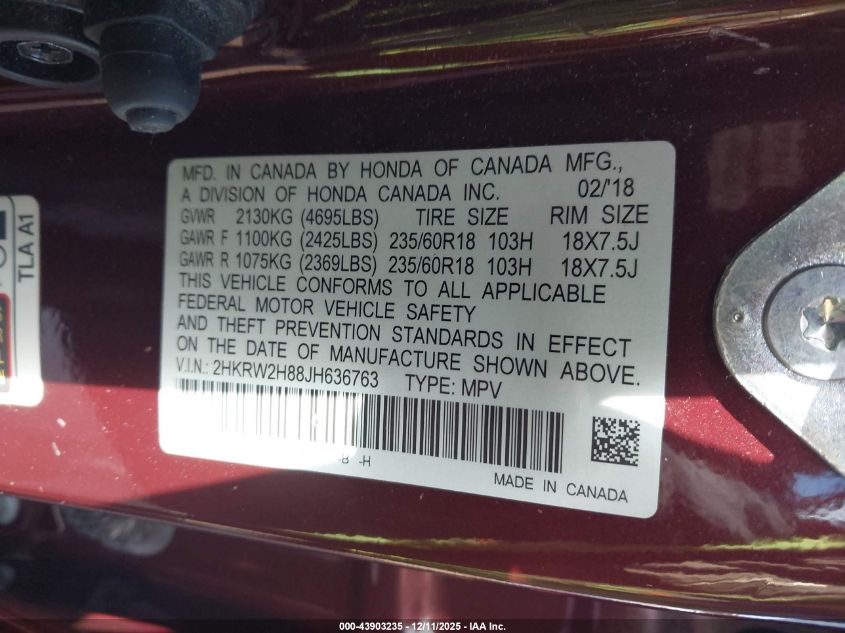 MFD. IN CANADA BY HONDA OF CANADA MFG.,
A DIVISION OF HONDA CANADA INC. 02/'18
GVWR 2130KG (4695LBS) TIRE SIZE RIM SIZE
GAWR F 1100KG (2425LBS) 235/60R18 103H 18X7.5J
GAWR R 1075KG (2369LBS) 235/60R18 103H 18X7.5J
THIS VEHICLE CONFORMS TO ALL APPLICABLE
FEDERAL MOTOR VEHICLE SAFETY
AND THEFT PREVENTION STANDARDS IN EFFECT
ON THE DATE OF MANUFACTURE SHOWN ABOVE.
V.I.N.: 2HKRW2H88JH636763 TYPE: MPV
-8 -H
MADE IN CANADA
TLA A1
000-43903235 - 12/11/2025 - IAA Inc.